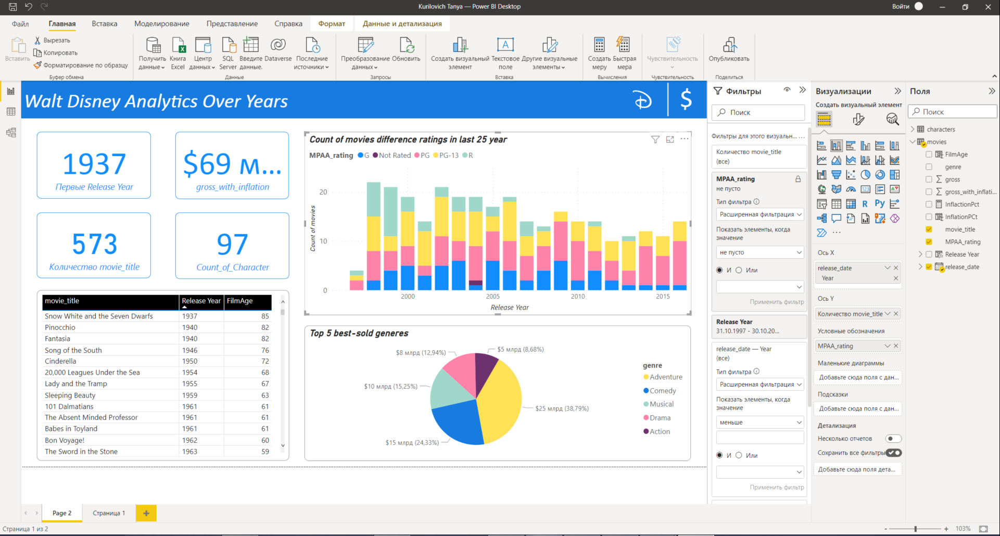 Kurilovich Tanya — Power BI Desktop
Войти
Файл
Главная
Вставка
Моделирование
Представление
Справка
Формат
Данные и детализация
Вставить
Вырезать
Копировать
Форматирование по образцу
Буфер обмена
Получить данные
Книга Excel
Центр данных
SQL Server
Введите данные.
Dataverse
Последние источники
Данные
Преобразование данных
Обновить
Запросы
Создать визуальный элемент
Текстовое поле
Другие визуальные элементы
Вставка
Создать меру
Быстрая мера
Вычисления
Чувствительность
Чувствительность
Опубликовать
Поделиться
Walt Disney Analytics Over Years
$
1937
Первые Release Year
$69 м...
gross_with_inflation
573
Количество movie_title
97
Count_of_Character
movie_title Release Year FilmAge
Snow White and the Seven Dwarfs 1937 85
Pinocchio 1940 82
Fantasia 1940 82
Song of the South 1946 76
Cinderella 1950 72
20,000 Leagues Under the Sea 1954 68
Lady and the Tramp 1955 67
Sleeping Beauty 1959 63
101 Dalmatians 1961 61
The Absent Minded Professor 1961 61
Babes in Toyland 1961 61
Bon Voyage! 1962 60
The Sword in the Stone 1963 59
Count of movies difference ratings in last 25 year
MPAA_rating G Not Rated PG PG-13 R
Count of movies
20
10
0
2000 2005 2010 2015
Release Year
Top 5 best-sold generes
$5 млрд (8,68%)
$8 млрд (12,94%)
$10 млрд (15,25%)
$25 млрд (38,79%)
$15 млрд (24,33%)
genre
Adventure
Comedy
Musical
Drama
Action
Фильтры
Поиск
Фильтры для этого визуальн... ...
Количество movie_title
(все)
MPAA_rating
не пусто
Тип фильтра
Расширенная фильтрация
Показать элементы, когда
значение
не пусто
И Или
Применить фильтр
Release Year
31.10.1997 - 30.10.20...
release_date — Year
(все)
Тип фильтра
Расширенная фильтрация
Показать элементы, когда
значение
меньше
И Или
Применить фильтр
Визуализации
Создать визуальный элемент
123
R
Py
...
Ось X
release_date
Year
Ось Y
Количество movie_title
Условные обозначения
MPAA_rating
Маленькие диаграммы
Добавьте сюда поля с дан...
Подсказки
Добавьте сюда поля с дан...
Детализация
Несколько отчетов
Сохранить все фильтры
Добавьте сюда поля дета...
Поля
Поиск
characters
movies
FilmAge
genre
gross
gross_with_inflati...
InflactionPct
InflationPCt
movie_title
MPAA_rating
Release Year
release_date
Page 2
Страница 1
+
Страница 1 из 2
- + 103%